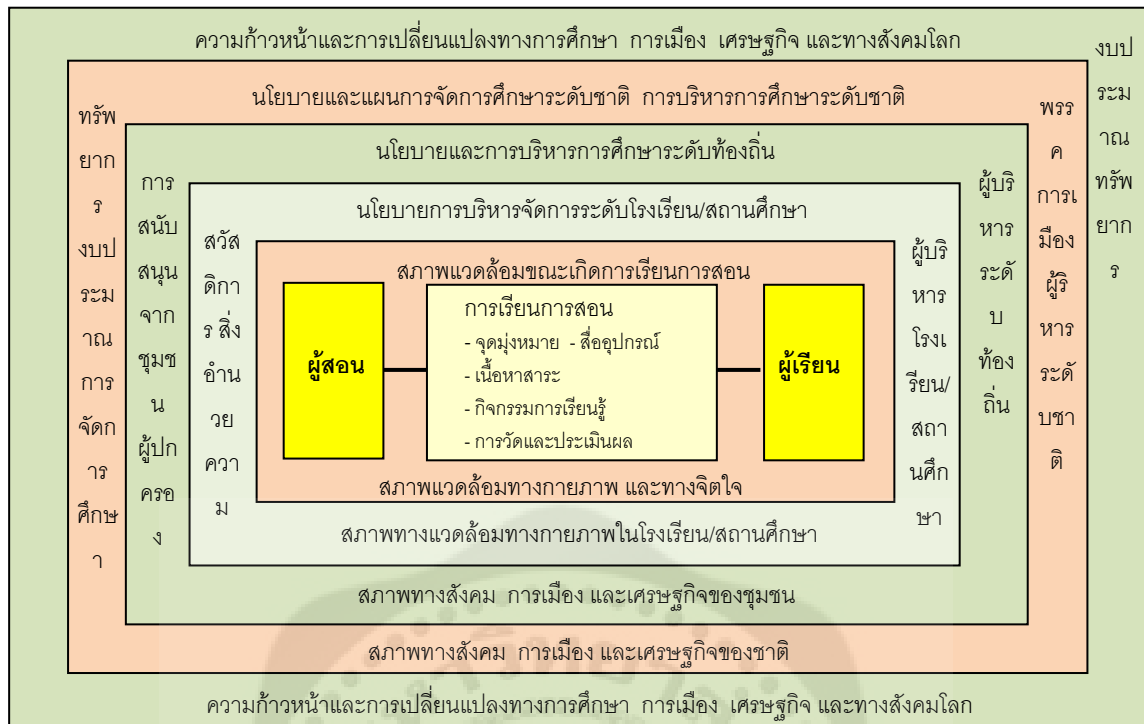 ความก้าวหน้าและการเปลี่ยนแปลงทางการศึกษา การเมือง เศรษฐกิจ และทางสังคมโลก
นโยบายและแผนการจัดการศึกษาระดับชาติ การบริหารการศึกษาระดับชาติ
นโยบายและการบริหารการศึกษาระดับท้องถิ่น
นโยบายการบริหารจัดการระดับโรงเรียน/สถานศึกษา
สภาพแวดล้อมขณะเกิดการเรียนการสอน
ทรัพ
ยาก
ร
งบป
ระม
าณ
การ
จัดก
าร
ศึกษ
า
การ
สนับ
สนุน
จาก
ชุมช
น
ผู้ปก
ครอ
ง
สวัส
ดิกา
ร สิ่ง
อำน
วย
ควา
ม
ผู้สอน
การเรียนการสอน
- จุดมุ่งหมาย - สื่ออุปกรณ์
- เนื้อหาสาระ
- กิจกรรมการเรียนรู้
- การวัดและประเมินผล
ผู้เรียน
ผู้บริ
หาร
โรงเ
รียน/
สถา
นศึก
ษา
ผู้บริ
หาร
ระดั
บ
ท้อง
ถิ่น
พรร
ค
การเ
มือง
ผู้ริ
หาร
ระดั
บชา
ติ
งบป
ระม
าณ
ทรัพ
ยาก
ร
สภาพแวดล้อมทางกายภาพ และทางจิตใจ
สภาพทางแวดล้อมทางกายภาพในโรงเรียน/สถานศึกษา
สภาพทางสังคม การเมือง และเศรษฐกิจของชุมชน
สภาพทางสังคม การเมือง และเศรษฐกิจของชาติ
ความก้าวหน้าและการเปลี่ยนแปลงทางการศึกษา การเมือง เศรษฐกิจ และทางสังคมโลก